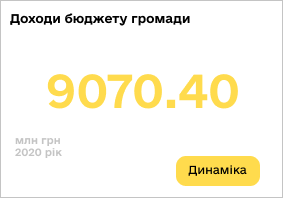 Доходи бюджету громади
9070.40
млн грн
2020 рік
Динаміка